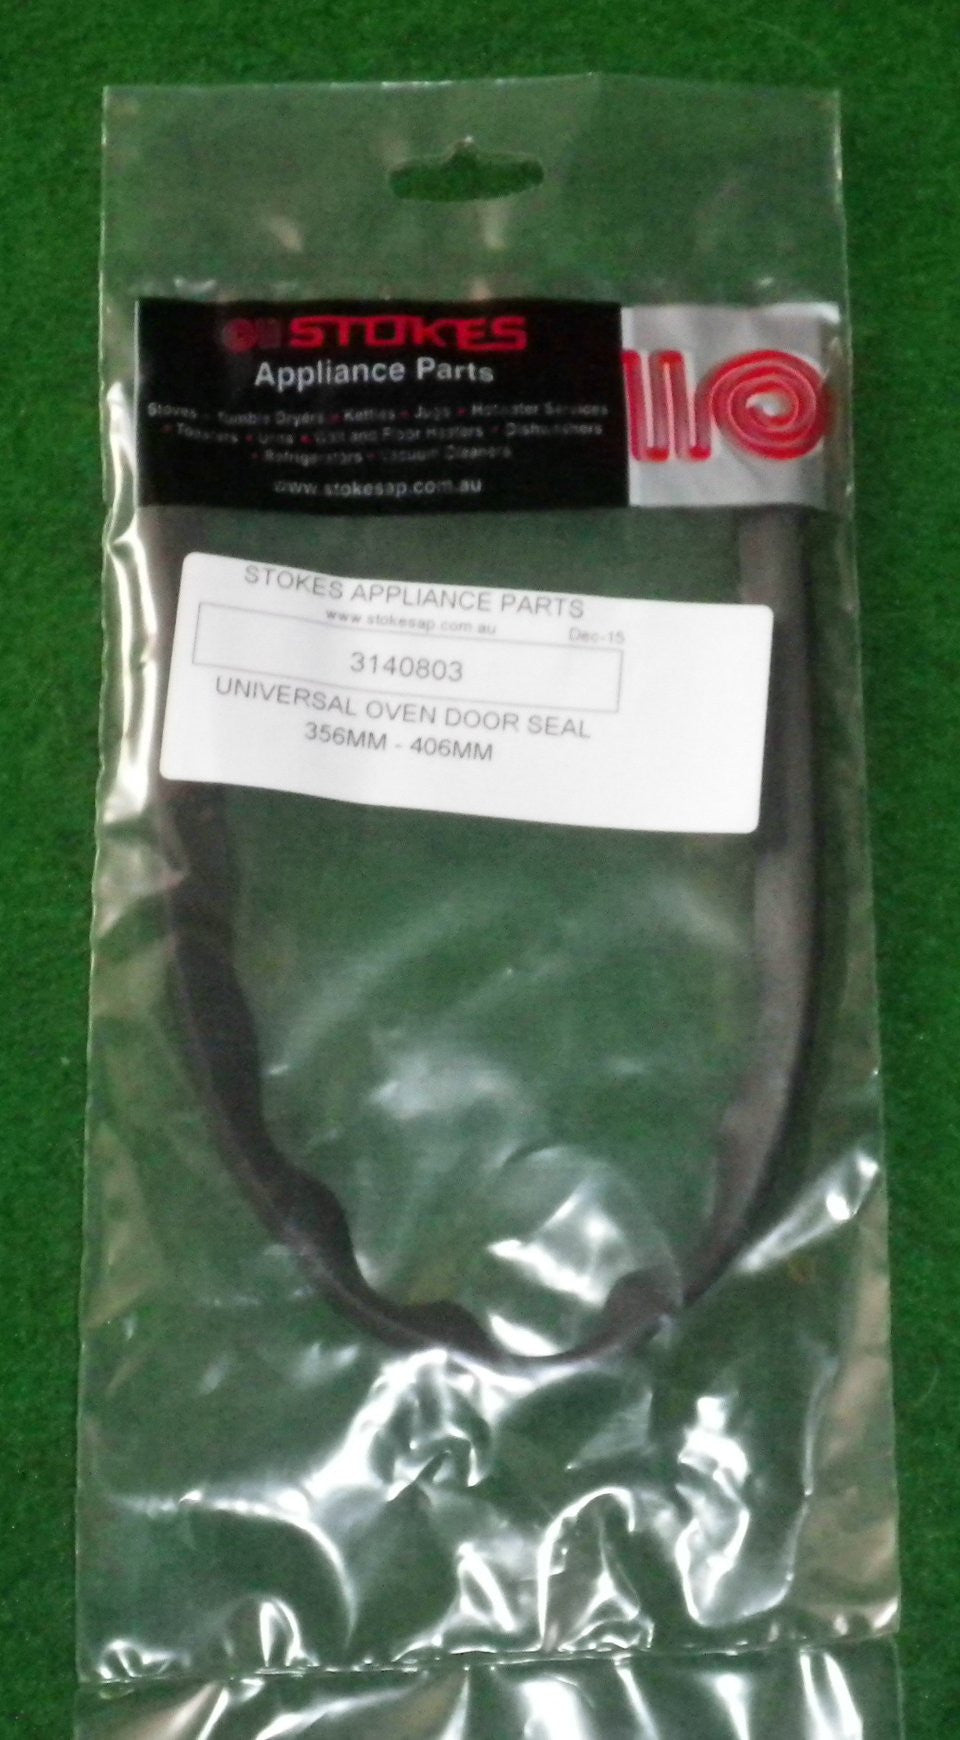 STOKES
Appliance Parts
Stoves • Tumble Dryers • Kettles • Jugs • Hotwater Services
• Toasters • Urns • Wall and Floor Heaters • Dishwashers
• Refrigerators • Vacuum Cleaners
www.stokesap.com.au
STOKES APPLIANCE PARTS
www.stokesap.com.au Dec-15
3140803
UNIVERSAL OVEN DOOR SEAL
356MM - 406MM